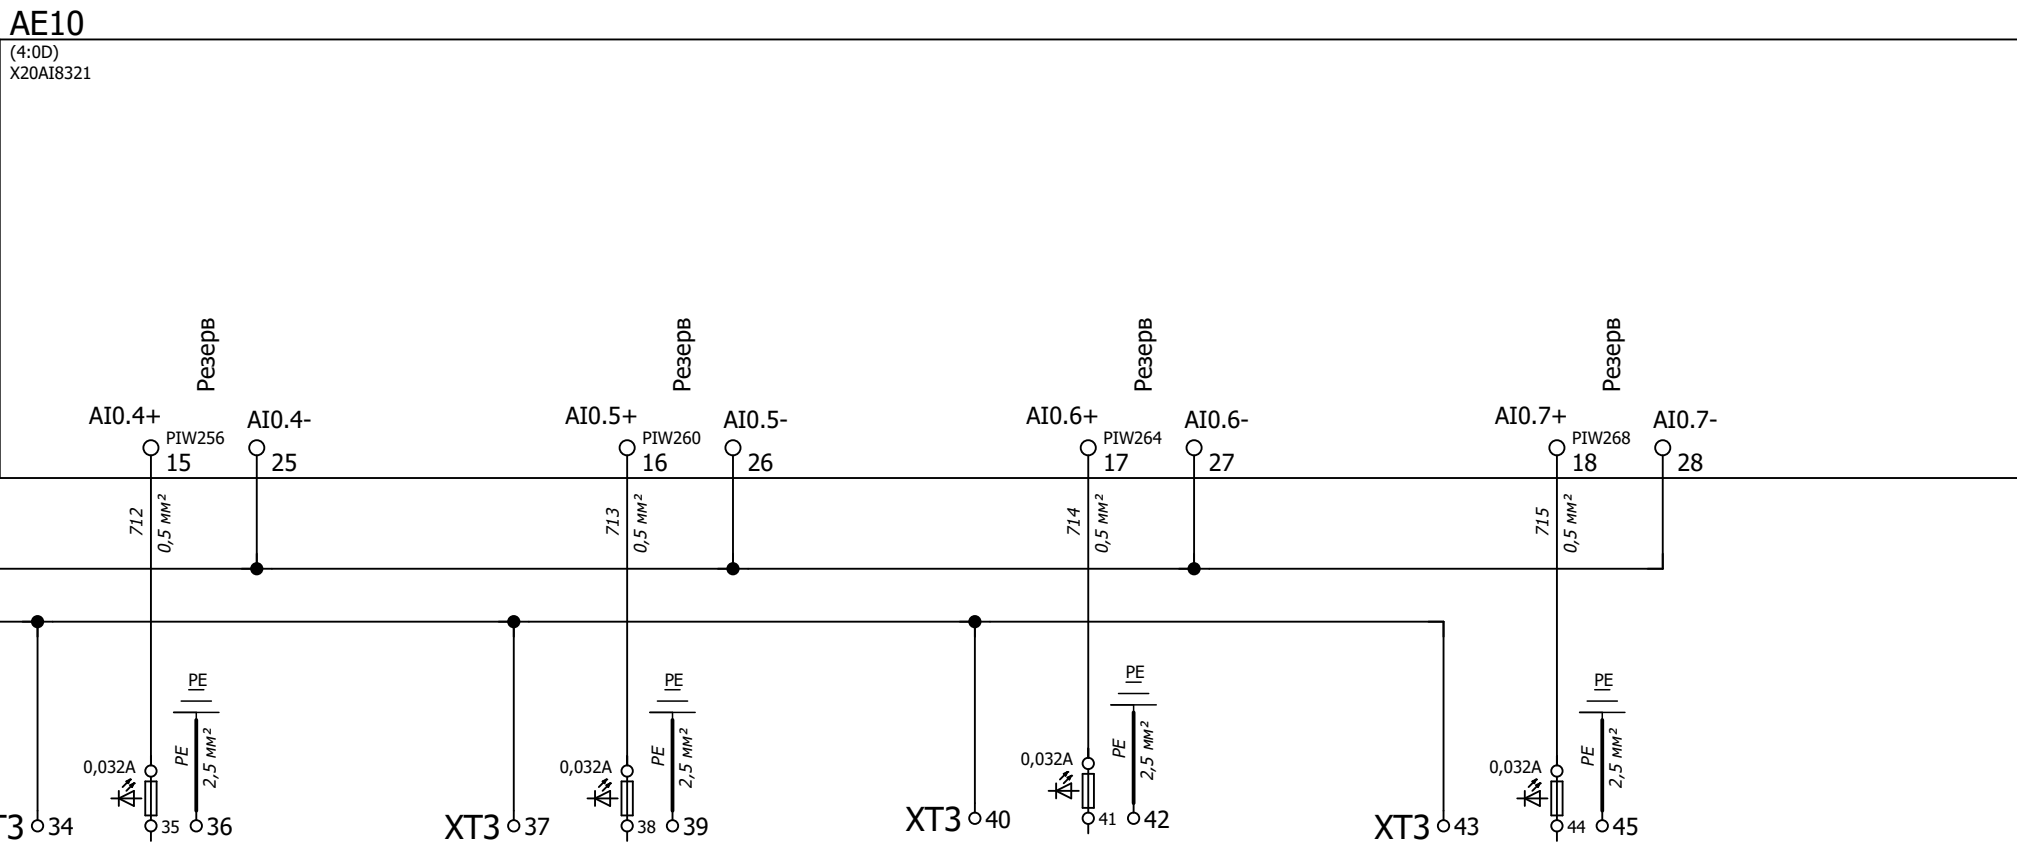 AE10
(4:0D)
X20AI8321
Резерв
Резерв
Резерв
Резерв
AI0.4+
AI0.4-
AI0.5+
AI0.5-
AI0.6+
AI0.6-
AI0.7+
AI0.7-
PIW256
PIW260
PIW264
PIW268
15
25
16
26
17
27
18
28
712
0,5 мм²
713
0,5 мм²
714
0,5 мм²
715
0,5 мм²
PE
PE
PE
PE
PE
2,5 мм²
PE
2,5 мм²
PE
2,5 мм²
PE
2,5 мм²
0,032A
0,032A
0,032A
0,032A
T3
34
35
36
XT3
37
38
39
XT3
40
41
42
XT3
43
44
45